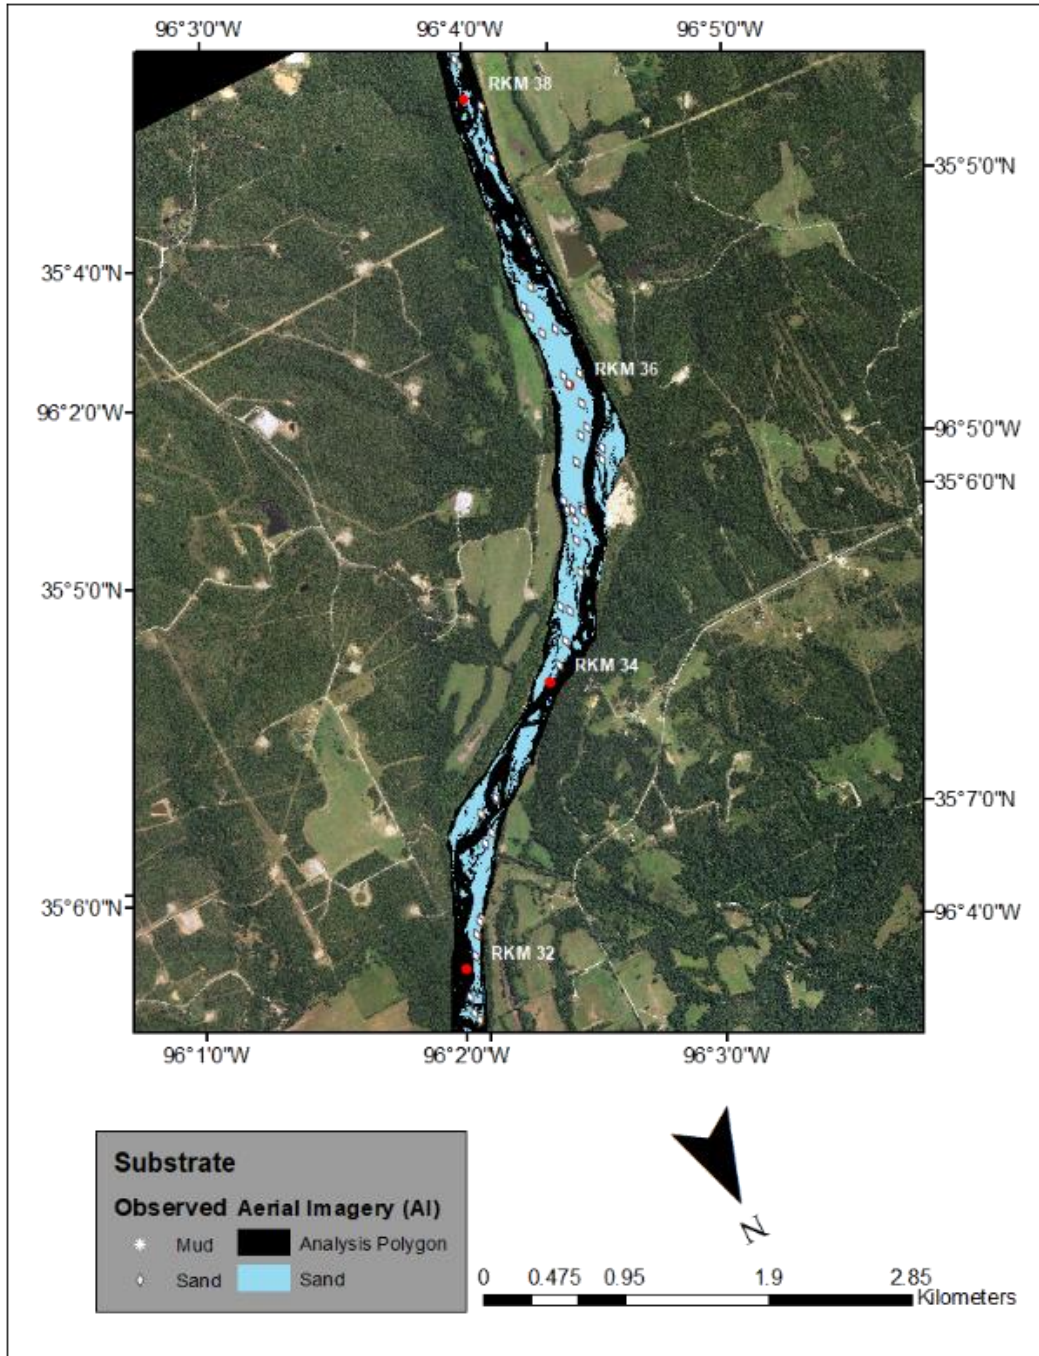 96°3'0"W 96°4'0"W 96°5'0"W
RKM 38
35°5'0"N
35°4'0"N
RKM 36
96°2'0"W
96°5'0"W
35°6'0"N
35°5'0"N
RKM 34
35°7'0"N
35°6'0"N
96°4'0"W
RKM 32
96°1'0"W 96°2'0"W 96°3'0"W
N
Substrate
Observed Aerial Imagery (AI)
Mud Analysis Polygon
Sand Sand
0 0.475 0.95 1.9 2.85
Kilometers